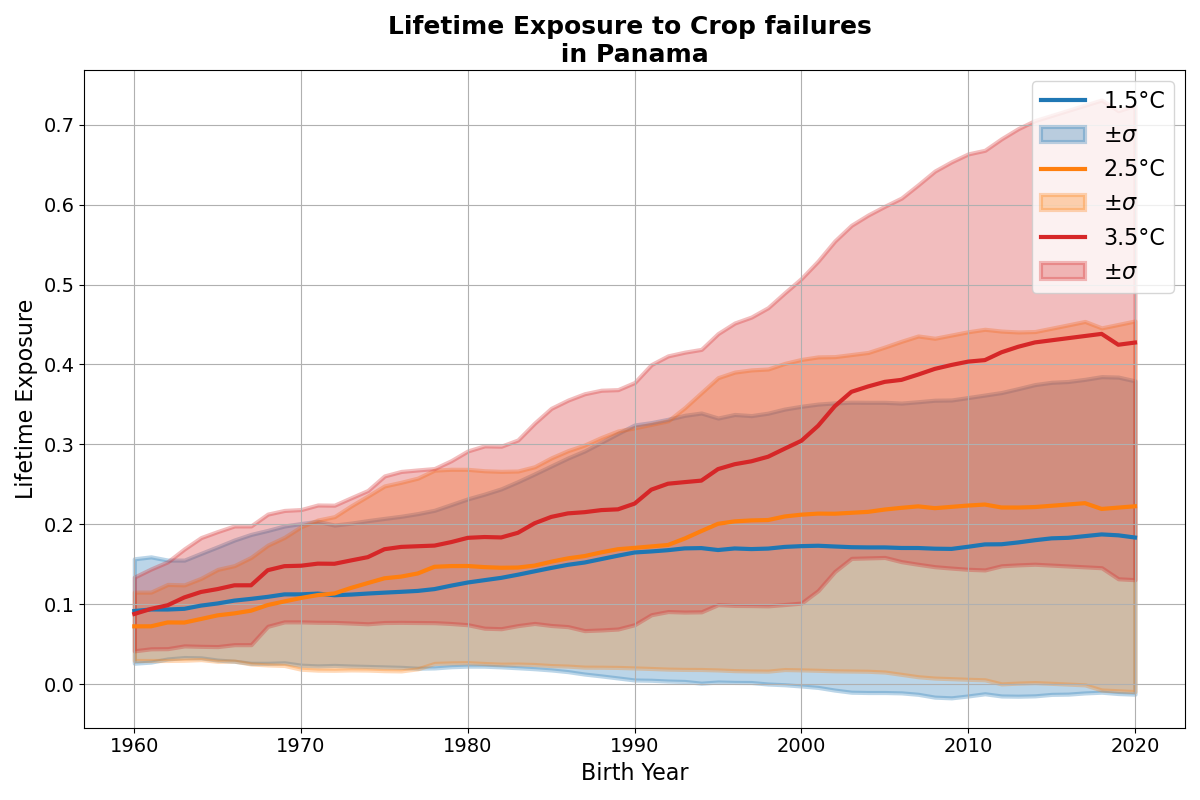 Lifetime Exposure to Crop failures
in Panama
Lifetime Exposure
0.7
0.6
0.5
0.4
0.3
0.2
0.1
0.0
1960 1970 1980 1990 2000 2010 2020
Birth Year
1.5°C
±σ
2.5°C
±σ
3.5°C
±σ